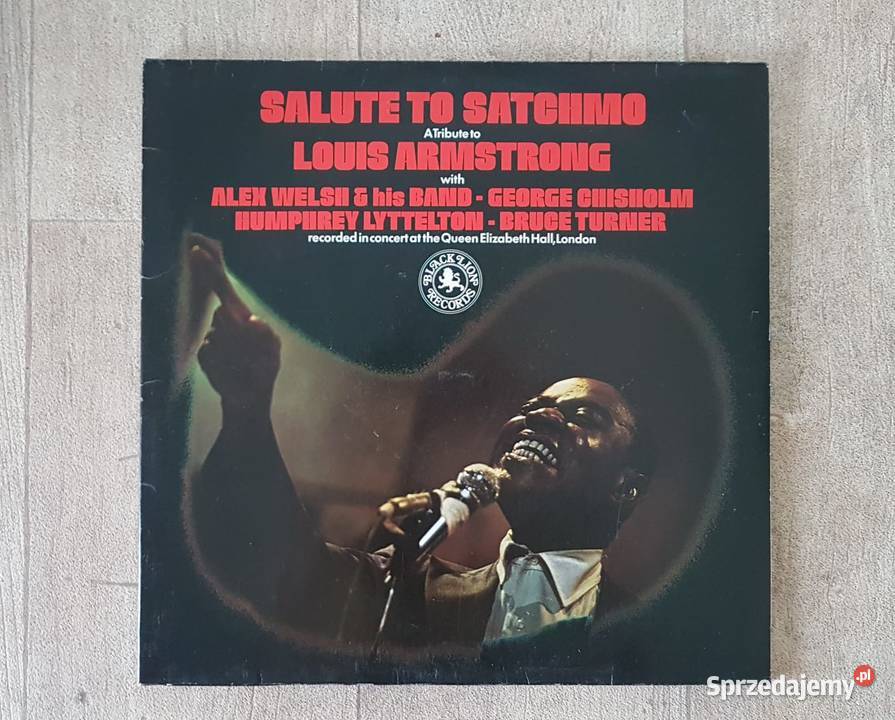 SALUTE TO SATCHMO
A Tribute to
LOUIS ARMSTRONG
with
ALEX WELSH & his BAND - GEORGE CHISHOLM
HUMPHREY LYTTELTON - BRUCE TURNER
recorded in concert at the Queen Elizabeth Hall, London
BLACK LION
RECORDS
Sprzedajemy.pl